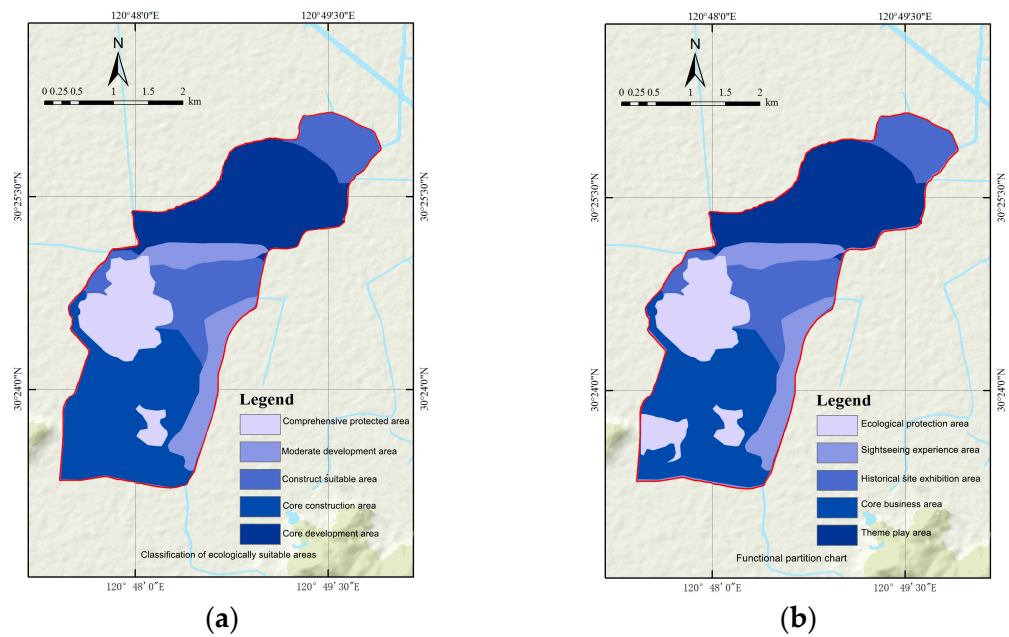 120°48′0″E 120°49′30″E
N
0 0.25 0.5 1 1.5 2
km
30°25′30″N
30°25′30″N
30°24′0″N
30°24′0″N
Legend
Comprehensive protected area
Moderate development area
Construct suitable area
Core construction area
Core development area
Classification of ecologically suitable areas
120° 48′ 0″E 120° 49′ 30″E
(a)
120°48′0″E 120°49′30″E
N
0 0.25 0.5 1 1.5 2
km
30°25′30″N
30°25′30″N
30°24′0″N
30°24′0″N
Legend
Ecological protection area
Sightseeing experience area
Historical site exhibition area
Core business area
Theme play area
Functional partition chart
120° 48′ 0″E 120° 49′ 30″E
(b)